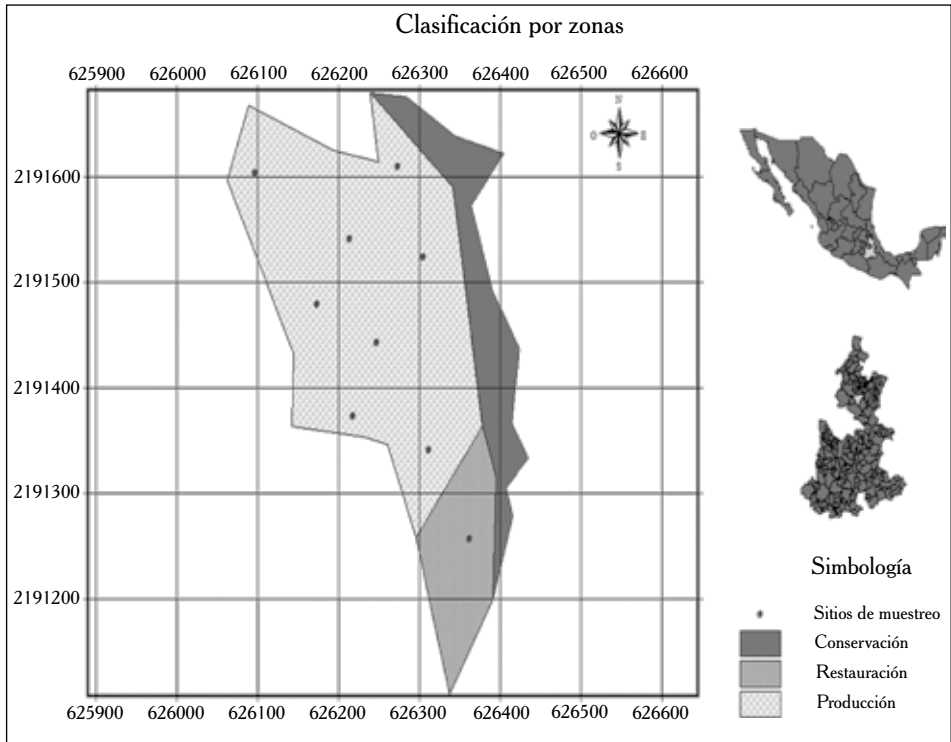 Clasificación por zonas
625900 626000 626100 626200 626300 626400 626500 626600
N
O E
S
2191600
2191500
2191400
2191300
2191200
625900 626000 626100 626200 626300 626400 626500 626600
Simbología
Sitios de muestreo
Conservación
Restauración
Producción